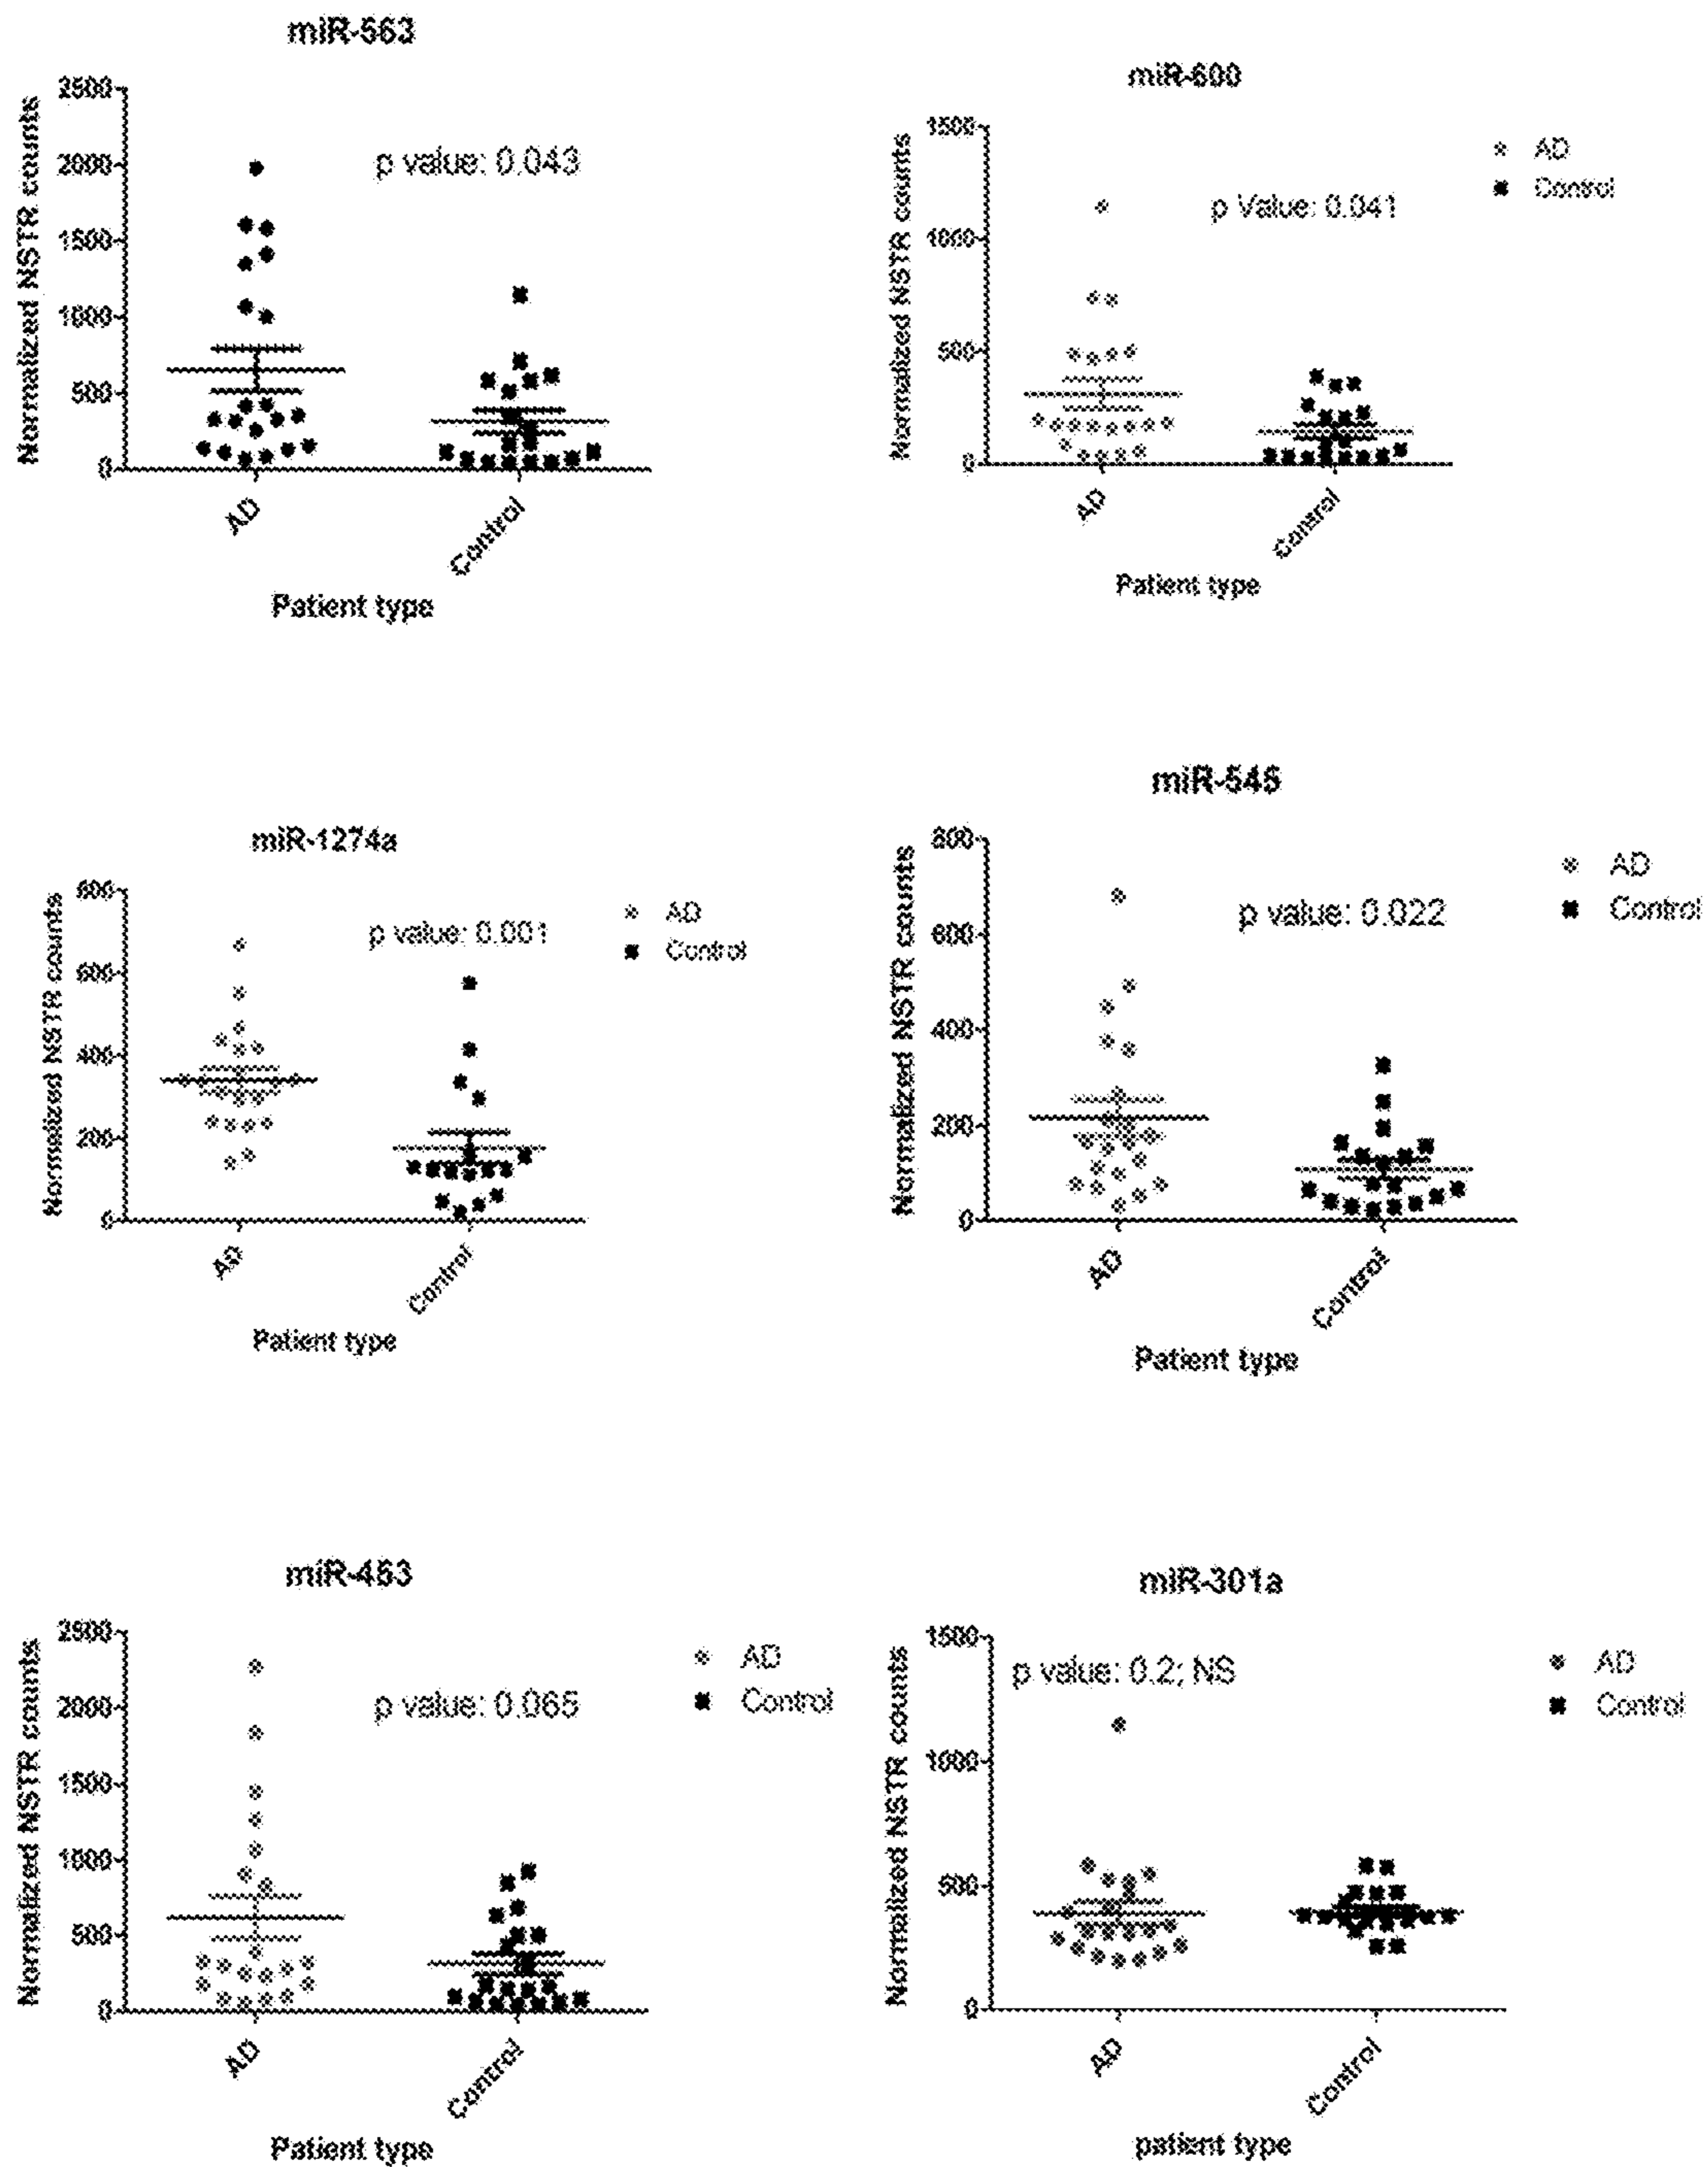 miR-563
Normalized NSTR counts
2500
2000
1500
1000
500
0
p value: 0.043
AD
Control
Patient type
miR-600
Normalized NSTR counts
1500
1000
500
0
p Value: 0.041
AD
Control
AD
Control
Patient type
miR-1274a
Normalized NSTR counts
800
600
400
200
0
p value: 0.001
AD
Control
AD
Control
Patient type
miR-545
Normalized NSTR counts
800
600
400
200
0
p value: 0.022
AD
Control
AD
Control
Patient type
Normalized NSTR counts
2500
2000
1500
1000
500
0
p value: 0.065
AD
Control
AD
Control
Patient type
miR-301a
Normalized NSTR counts
1500
1000
500
0
p value: 0.2; NS
AD
Control
AD
Control
patient type